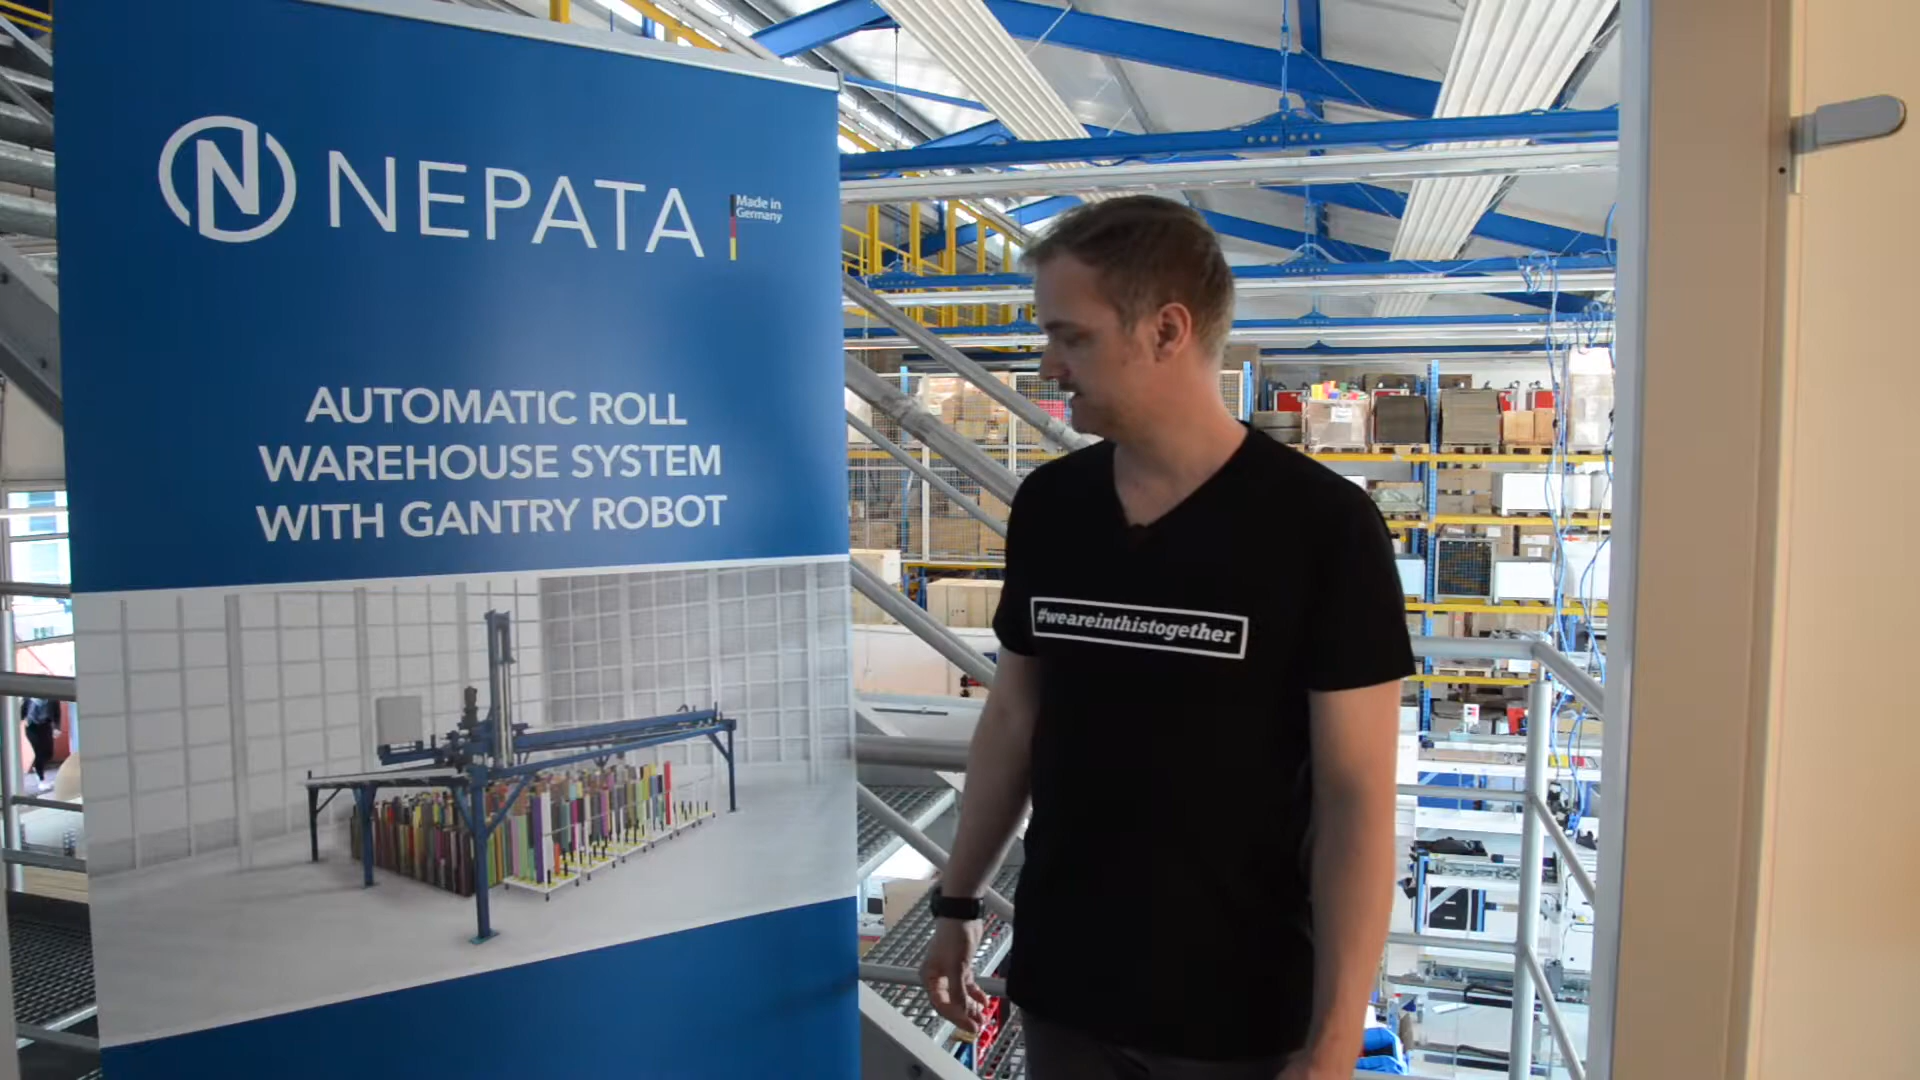 NEPATA
Made in
Germany
AUTOMATIC ROLL
WAREHOUSE SYSTEM
WITH GANTRY ROBOT
#weareinthistogether